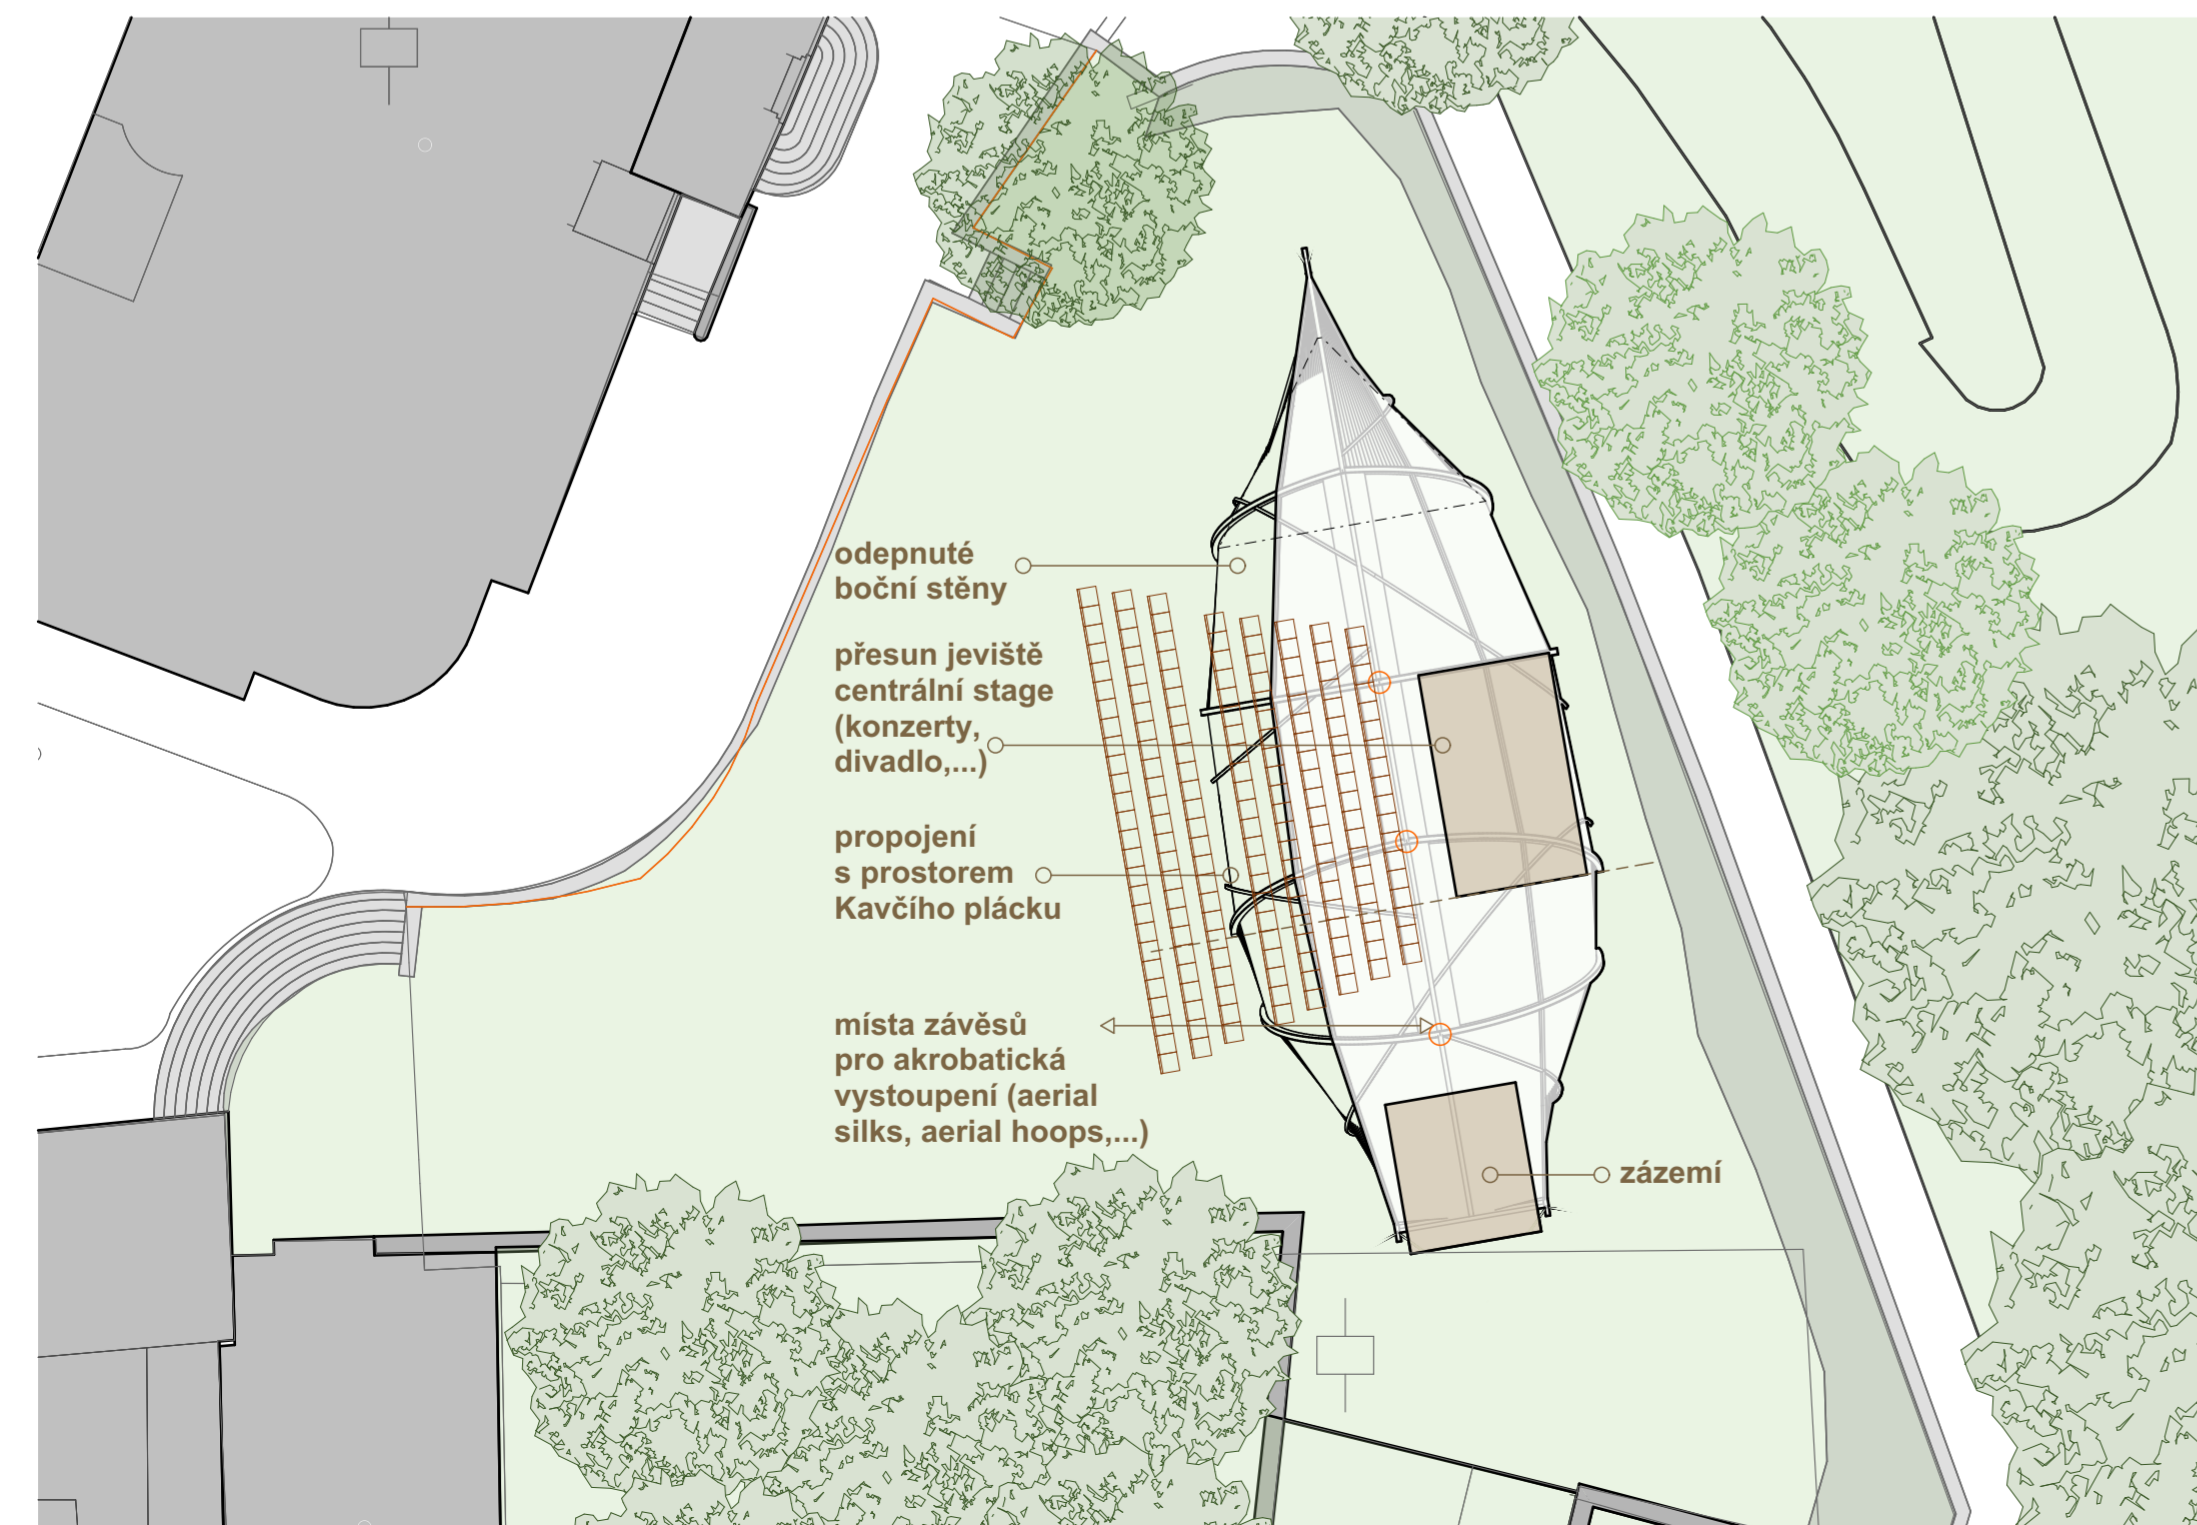 odepnuté
boční stěny
přesun jeviště
centrální stage
(konzerty,
divadlo,...)
propojení
s prostorem
Kavčího plácku
místa závěsů
pro akrobatická
vystoupení (aerial
silks, aerial hoops,...)
zázemí